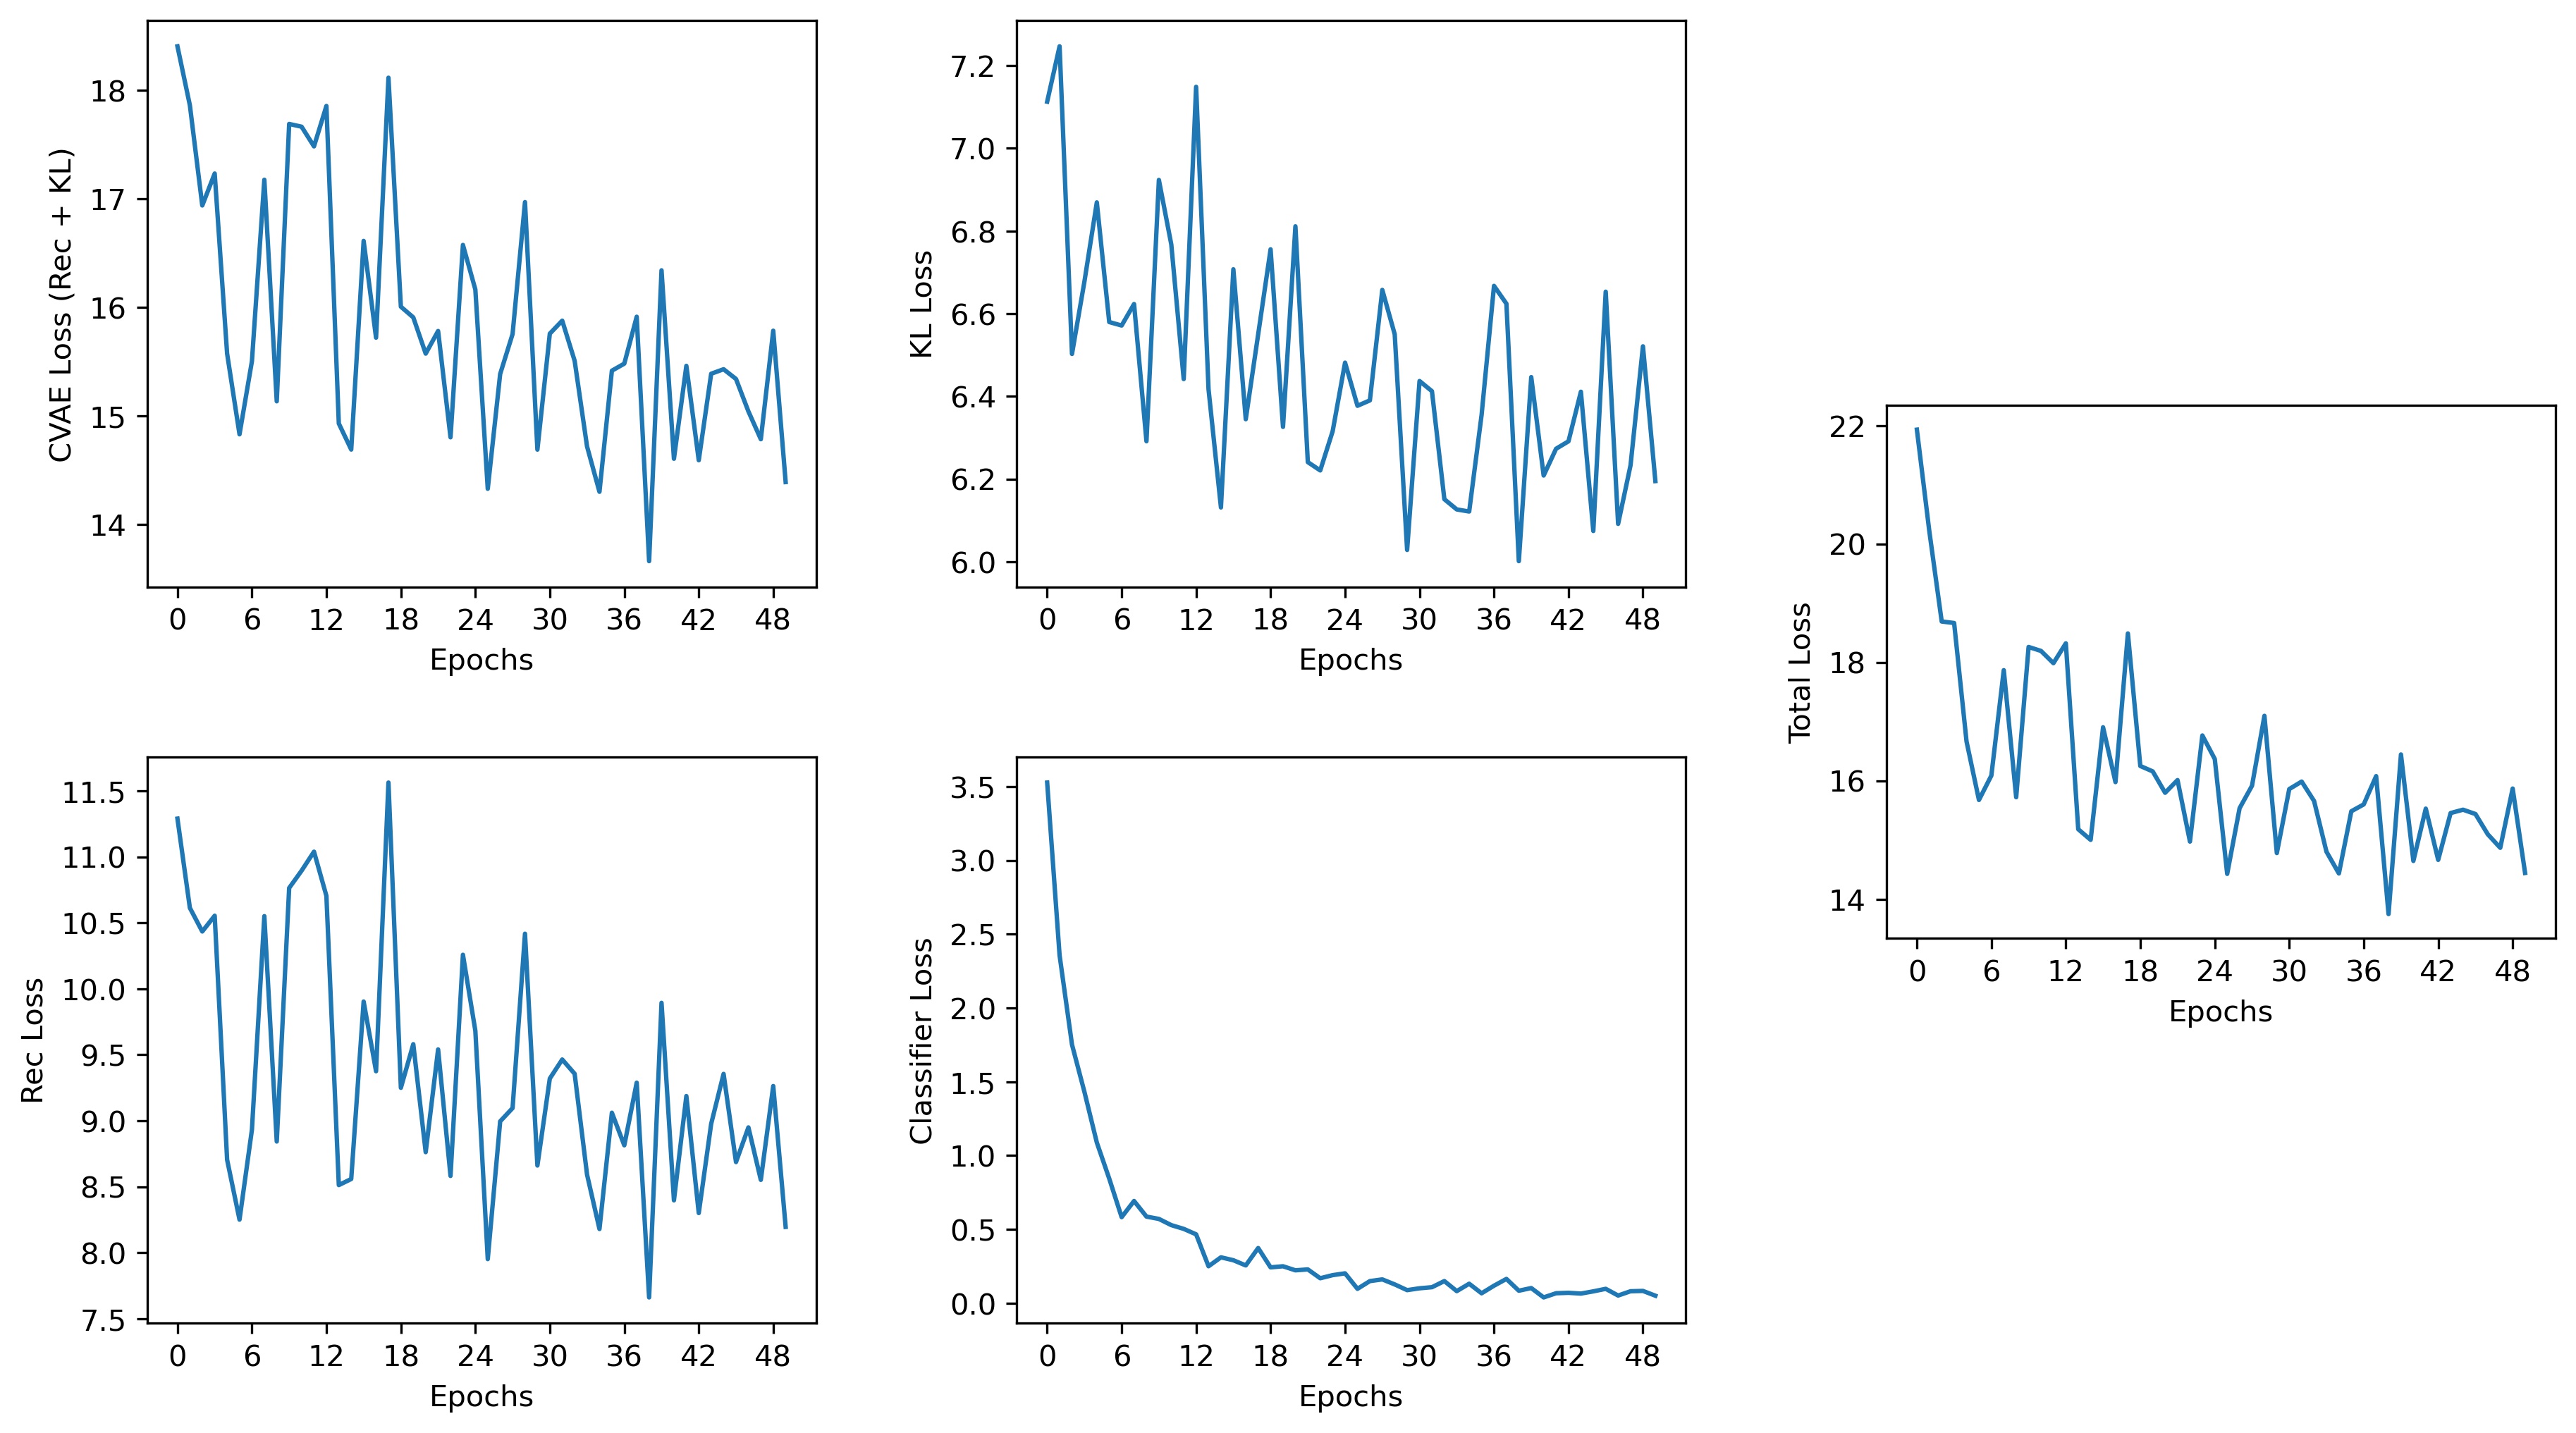 CVAE Loss (Rec + KL)
18
17
16
15
14
0 6 12 18 24 30 36 42 48
Epochs
KL Loss
7.2
7.0
6.8
6.6
6.4
6.2
6.0
0 6 12 18 24 30 36 42 48
Epochs
Rec Loss
11.5
11.0
10.5
10.0
9.5
9.0
8.5
8.0
7.5
0 6 12 18 24 30 36 42 48
Epochs
Classifier Loss
3.5
3.0
2.5
2.0
1.5
1.0
0.5
0.0
0 6 12 18 24 30 36 42 48
Epochs
Total Loss
22
20
18
16
14
0 6 12 18 24 30 36 42 48
Epochs